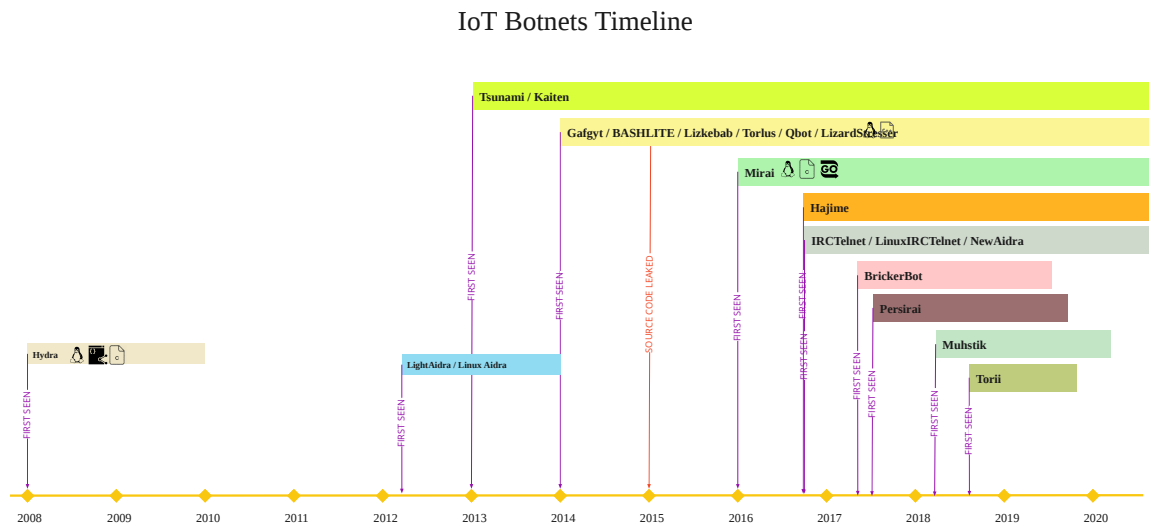 IoT Botnets Timeline
Tsunami / Kaiten
Gafgyt / BASHLITE / Lizkebab / Torlus / Qbot / LizardStresser
Mirai
C
GO
Hajime
IRCTelnet / LinuxIRCTelnet / NewAidra
BrickerBot
Persirai
Muhstik
Hydra
C
LightAidra / Linux Aidra
Torii
FIRST SEEN
FIRST SEEN
FIRST SEEN
FIRST SEEN
SOURCE CODE LEAKED
FIRST SEEN
FIRST SEEN
FIRST SEEN
FIRST SEEN
FIRST SEEN
FIRST SEEN
FIRST SEEN
2008 2009 2010 2011 2012 2013 2014 2015 2016 2017 2018 2019 2020